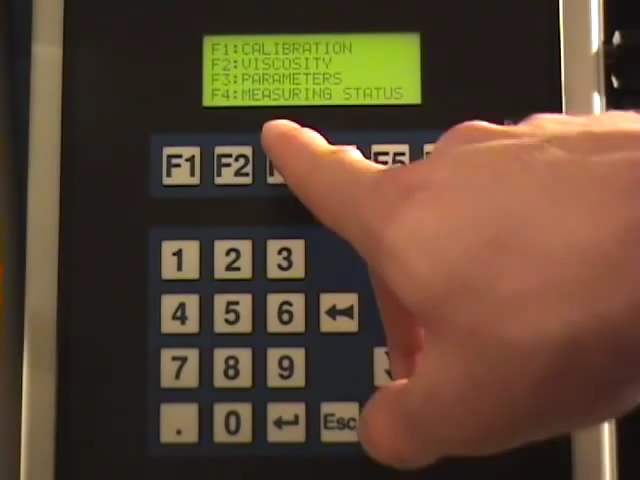 F1:CALIBRATION
F2:VISCOSITY
F3:PARAMETERS
F4:MEASURING STATUS
F1 F2 F5
1 2 3
4 5 6
7 8 9
. 0 Esc